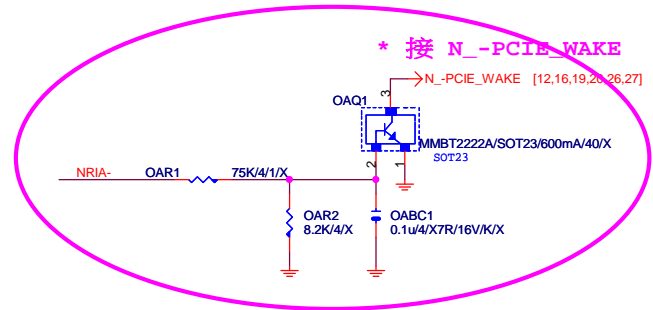 * 接 N_-PCIE_WAKE
N_-PCIE_WAKE [12,16,19,20,26,27]
3
OAQ1
MMBT2222A/SOT23/600mA/40/X
SOT23
2
1
NRIA-
OAR1
75K/4/1/X
OAR2
8.2K/4/X
OABC1
0.1u/4/X7R/16V/K/X